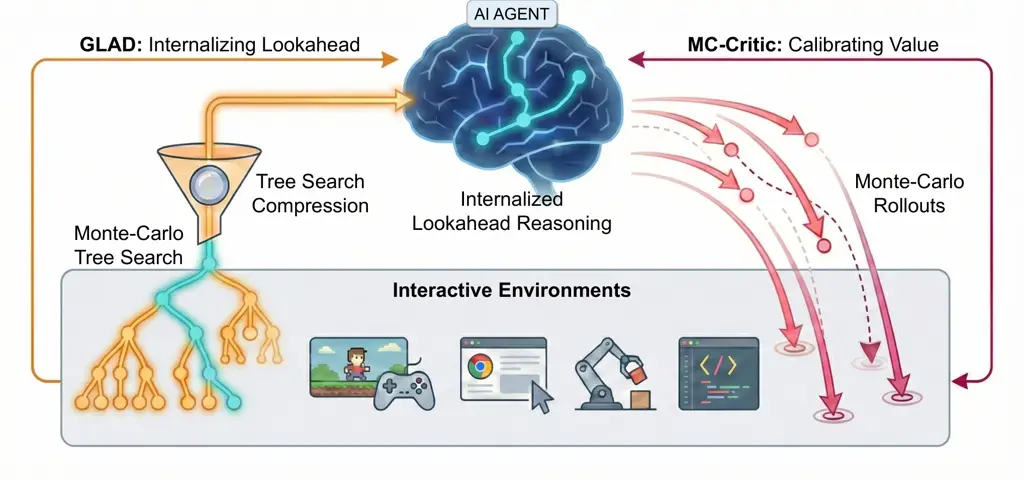 AI AGENT
GLAD: Internalizing Lookahead
MC-Critic: Calibrating Value
Tree Search
Compression
Internalized
Lookahead Reasoning
Monte-Carlo
Rollouts
Monte-Carlo
Tree Search
Interactive Environments
</>